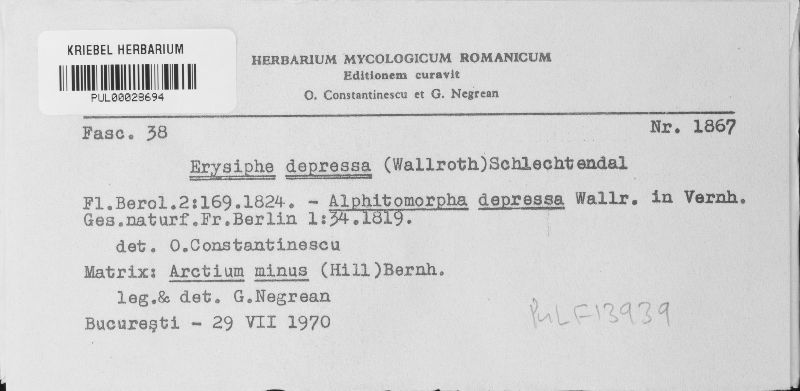 KRIEBEL HERBARIUM
PUL00023694
HERBARIUM MYCOLOGICUM ROMANICUM
Editionem curavit
O. Constantinescu et G. Negrean
Fasc. 38 Nr. 1867
Erysiphe depressa (Wallroth)Schlechtendal
Fl.Berol.2:169.1824. - Alphitomorpha depressa Wallr. in Vernh.
Ges.naturf.Fr.Berlin 1:34.1819.
det. O.Constantinescu
Matrix: Arctium minus (Hill)Bernh.
leg.& det. G.Negrean
Bucureşti - 29 VII 1970
PULF13939